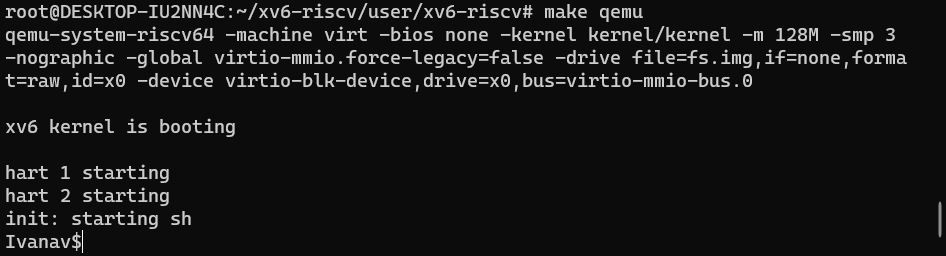 root@DESKTOP-IU2NN4C:~/xv6-riscv/user/xv6-riscv# make qemu
qemu-system-riscv64 -machine virt -bios none -kernel kernel/kernel -m 128M -smp 3
-nographic -global virtio-mmio.force-legacy=false -drive file=fs.img,if=none,forma
t=raw,id=x0 -device virtio-blk-device,drive=x0,bus=virtio-mmio-bus.0
xv6 kernel is booting
hart 1 starting
hart 2 starting
init: starting sh
Ivanav$